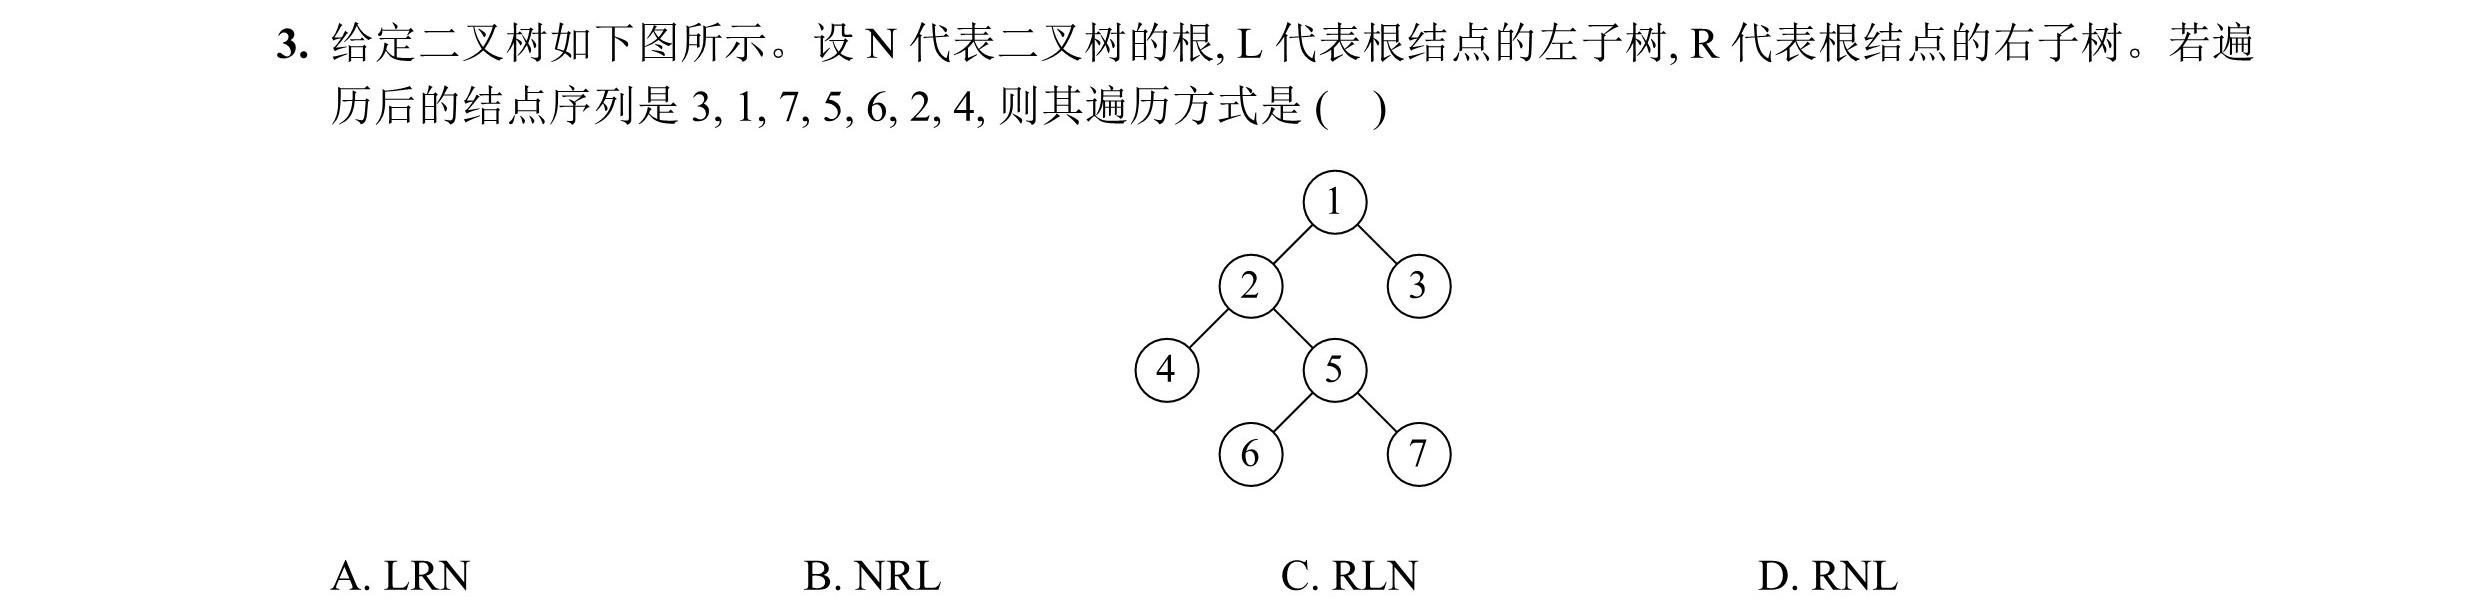 3. 给定二叉树如下图所示。设 N 代表二叉树的根, L 代表根结点的左子树, R 代表根结点的右子树。若遍
历后的结点序列是 3, 1, 7, 5, 6, 2, 4, 则其遍历方式是 (    )
1
2 3
4 5
6 7
A. LRN B. NRL C. RLN D. RNL